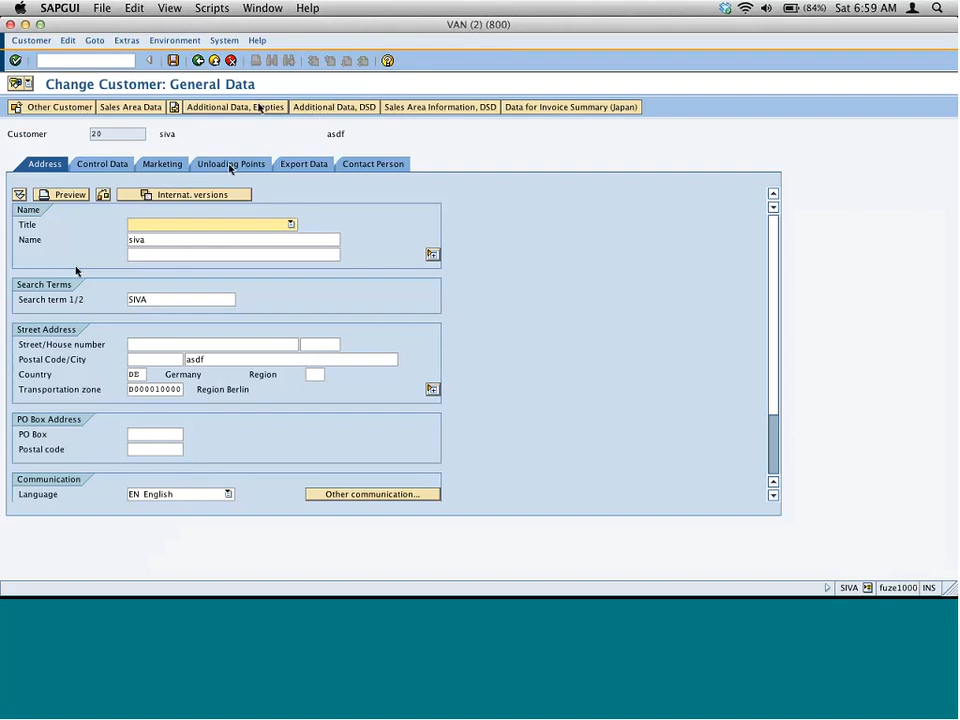 SAPGUI File Edit View Scripts Window Help (84%) Sat 6:59 AM
VAN (2) (800)
Customer Edit Goto Extras Environment System Help
Change Customer: General Data
Other Customer Sales Area Data Additional Data, Empties Additional Data, DSD Sales Area Information, DSD Data for Invoice Summary (Japan)
Customer 20 siva asdf
Address Control Data Marketing Unloading Points Export Data Contact Person
Preview Internat. versions
Name
Title
Name siva
Search Terms
Search term 1/2 SIVA
Street Address
Street/House number
Postal Code/City asdf
Country DE Germany Region
Transportation zone D000010000 Region Berlin
PO Box Address
PO Box
Postal code
Communication
Language EN English Other communication...
SIVA fuze1000 INS